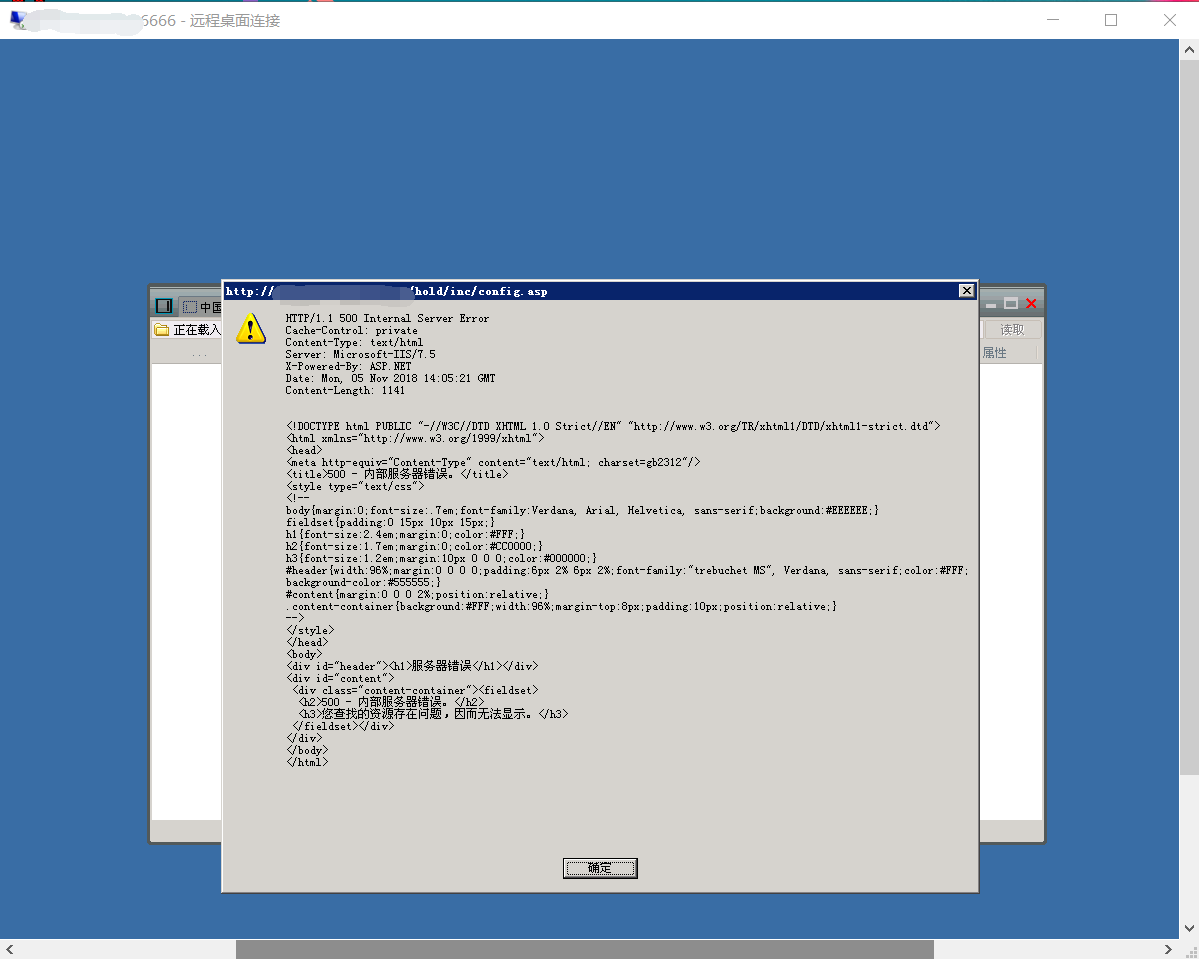 6666 - 远程桌面连接
http://
/hold/inc/config.asp
中国
正在载入
...
读取
属性
HTTP/1.1 500 Internal Server Error
Cache-Control: private
Content-Type: text/html
Server: Microsoft-IIS/7.5
X-Powered-By: ASP.NET
Date: Mon, 05 Nov 2018 14:05:21 GMT
Content-Length: 1141
<!DOCTYPE html PUBLIC "-//W3C//DTD XHTML 1.0 Strict//EN" "http://www.w3.org/TR/xhtml1/DTD/xhtml1-strict.dtd">
<html xmlns="http://www.w3.org/1999/xhtml">
<head>
<meta http-equiv="Content-Type" content="text/html; charset=gb2312"/>
<title>500 - 内部服务器错误。</title>
<style type="text/css">
<!--
body{margin:0;font-size:.7em;font-family:Verdana, Arial, Helvetica, sans-serif;background:#EEEEEE;}
fieldset{padding:0 15px 10px 15px;}
h1{font-size:2.4em;margin:0;color:#FFF;}
h2{font-size:1.7em;margin:0;color:#CC0000;}
h3{font-size:1.2em;margin:10px 0 0 0;color:#000000;}
#header{width:96%;margin:0 0 0 0;padding:6px 2% 6px 2%;font-family:"trebuchet MS", Verdana, sans-serif;color:#FFF;
background-color:#555555;}
#content{margin:0 0 0 2%;position:relative;}
.content-container{background:#FFF;width:96%;margin-top:8px;padding:10px;position:relative;}
-->
</style>
</head>
<body>
<div id="header"><h1>服务器错误</h1></div>
<div id="content">
<div class="content-container"><fieldset>
<h2>500 - 内部服务器错误。</h2>
<h3>您查找的资源存在问题，因而无法显示。</h3>
</fieldset></div>
</div>
</body>
</html>
确定